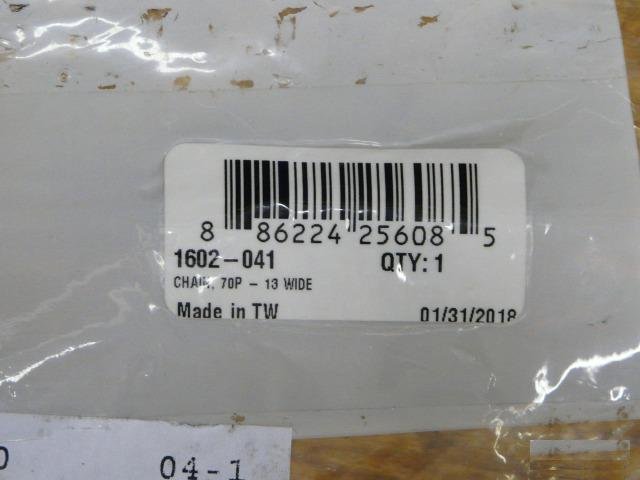 8 86224 25608 5
1602-041 QTY: 1
CHAIN, 70P - 13 WIDE
Made in TW 01/31/2018
04-1